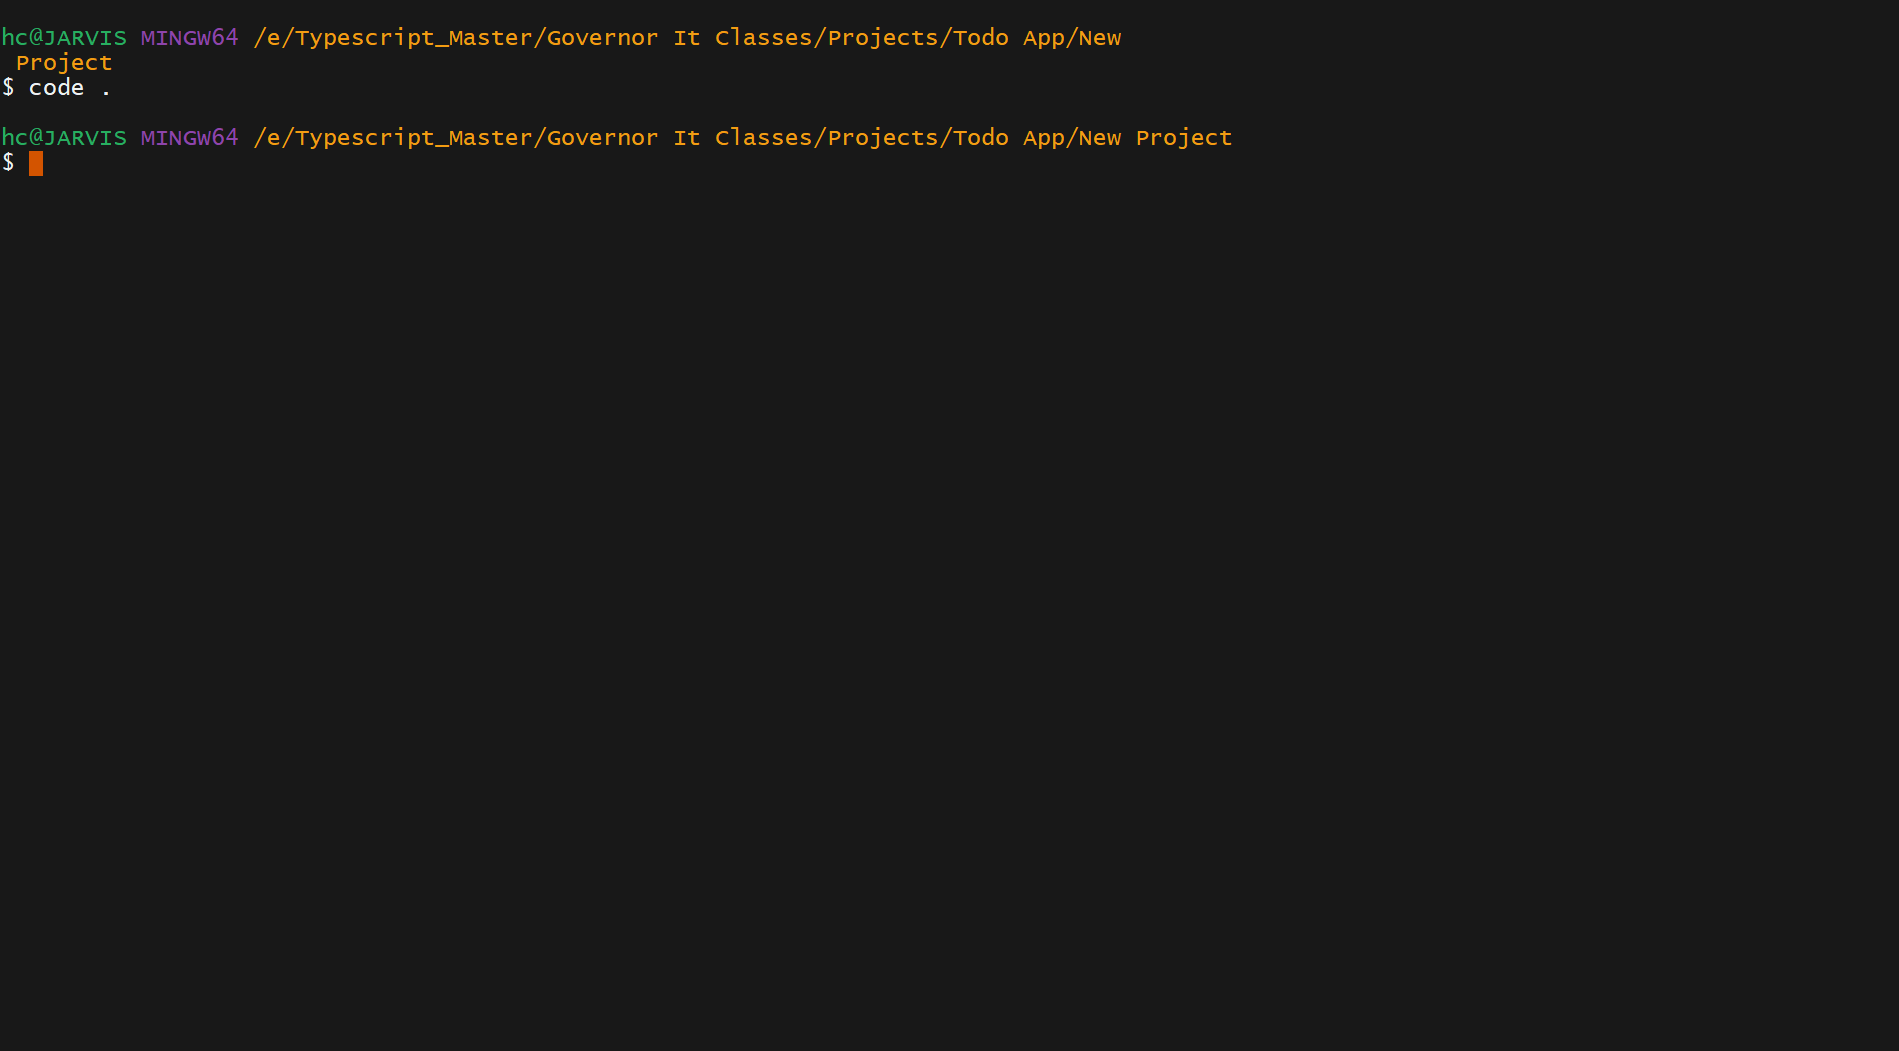 hc@JARVIS MINGW64 /e/Typescript_Master/Governor It Classes/Projects/Todo App/New
 Project
$ code .
hc@JARVIS MINGW64 /e/Typescript_Master/Governor It Classes/Projects/Todo App/New Project
$